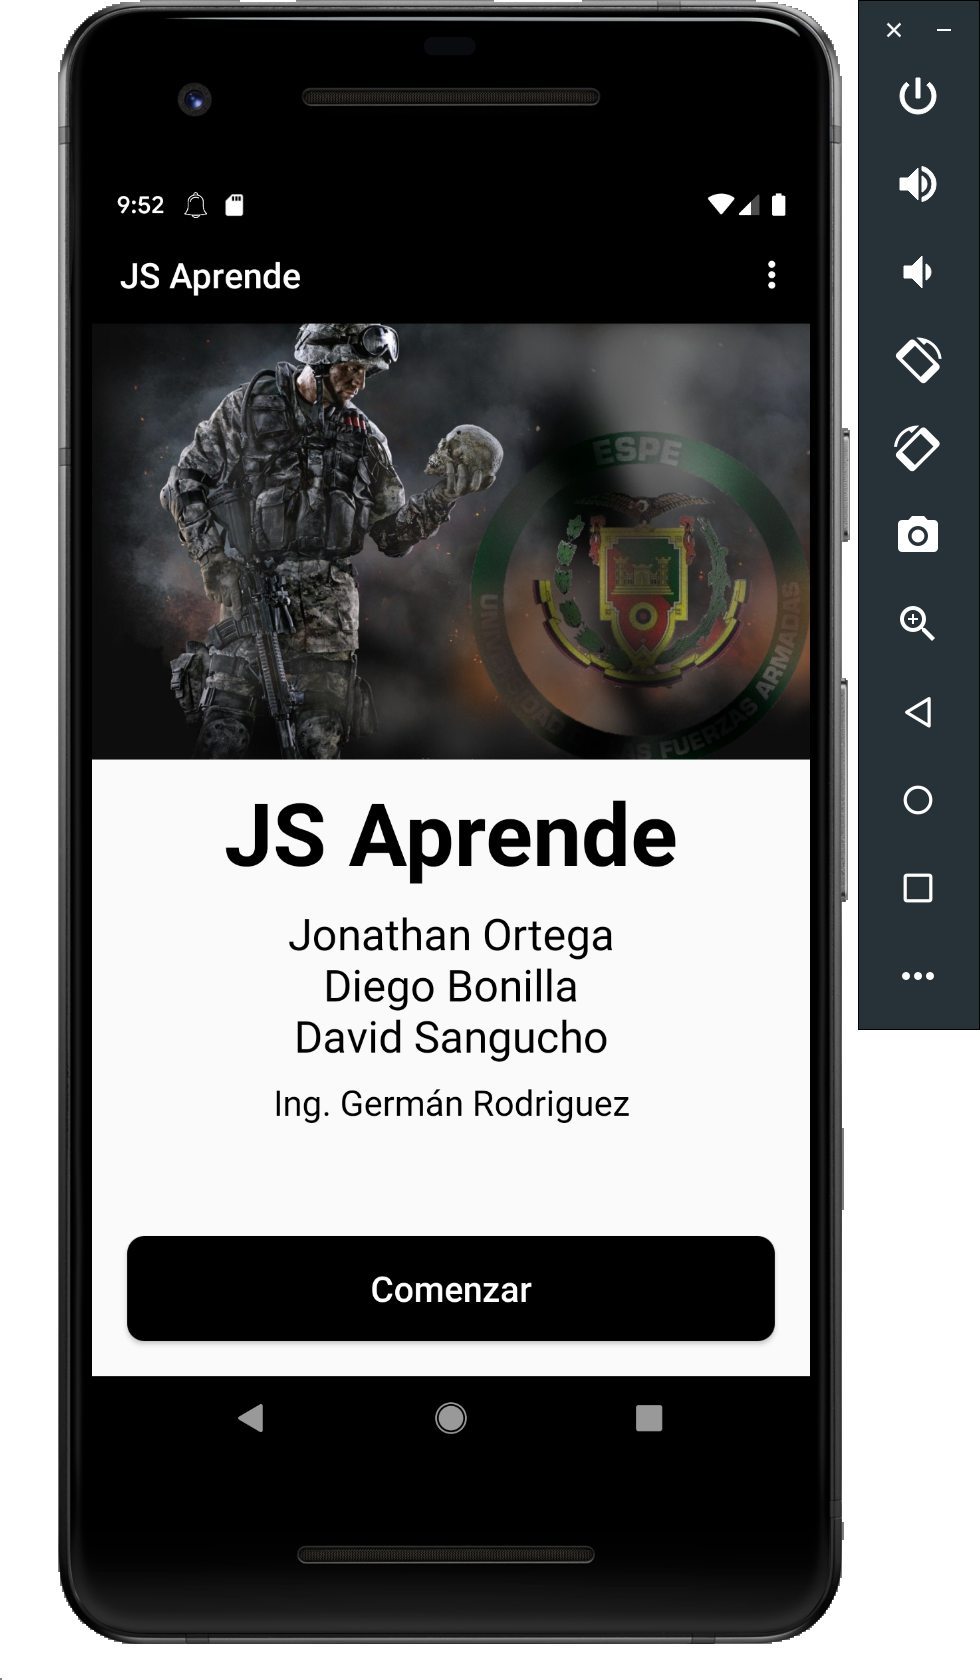 9:52
JS Aprende
ESPE
UNIVERSIDAD
LAS FUERZAS ARMADAS
JS Aprende
Jonathan Ortega
Diego Bonilla
David Sangucho
Ing. Germán Rodriguez
Comenzar